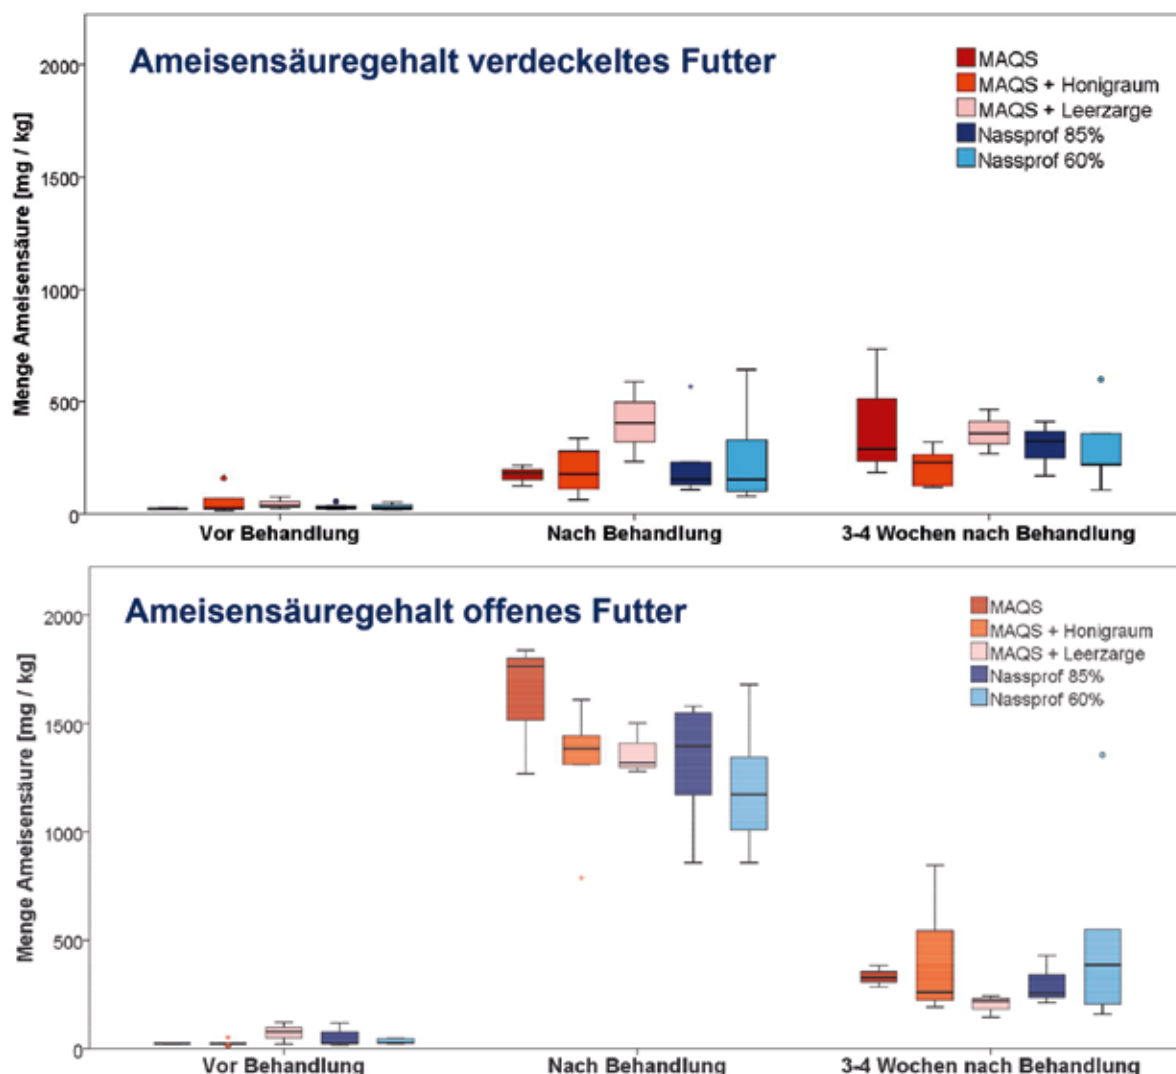 Ameisensäuregehalt verdeckeltes Futter
MAQS
MAQS + Honigraum
MAQS + Leerzarge
Nassprof 85%
Nassprof 60%
Menge Ameisensäure [mg / kg]
2000
1500
1000
500
0
Vor Behandlung
Nach Behandlung
3-4 Wochen nach Behandlung
Ameisensäuregehalt offenes Futter
MAQS
MAQS + Honigraum
MAQS + Leerzarge
Nassprof 85%
Nassprof 60%
Menge Ameisensäure [mg / kg]
2000
1500
1000
500
0
Vor Behandlung
Nach Behandlung
3-4 Wochen nach Behandlung